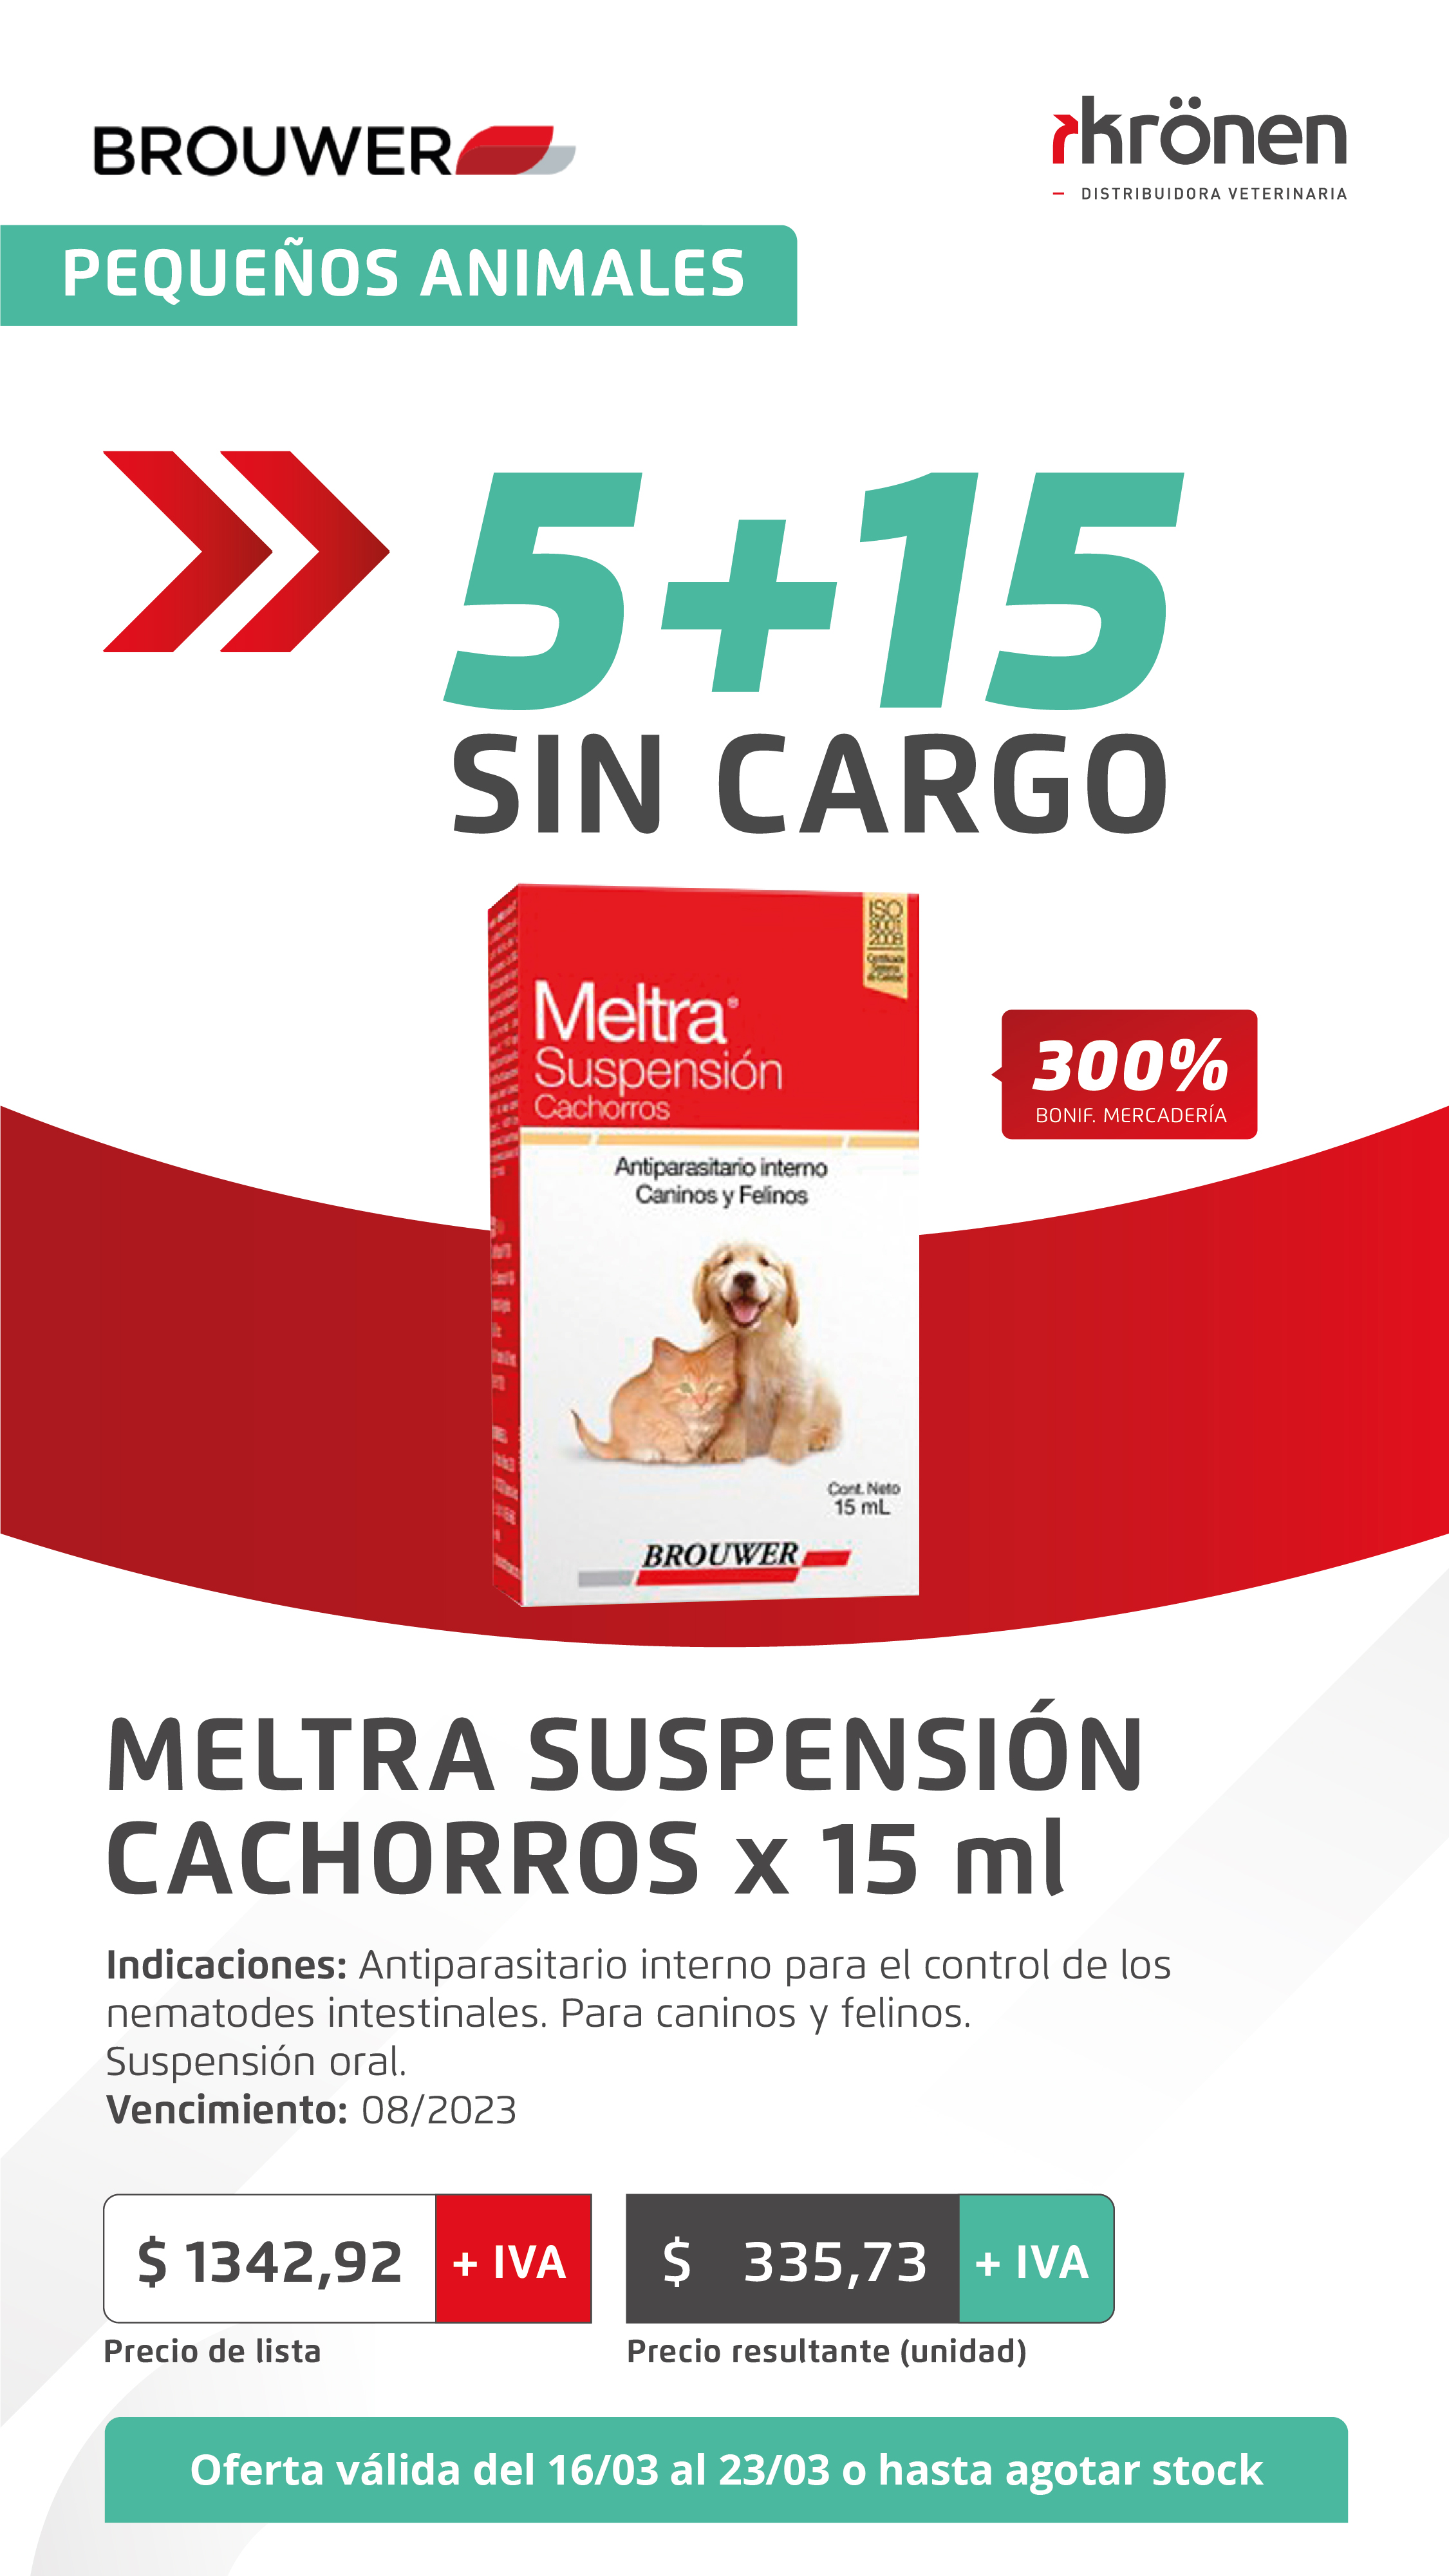 BROUWER
krönen
DISTRIBUIDORA VETERINARIA
PEQUEÑOS ANIMALES
5+15
SIN CARGO
ISO
9001
2008
Meltra®
Suspensión
Cachorros
Antiparasitario interno
Caninos y Felinos
Cont. Neto
15 mL
BROUWER
300%
BONIF. MERCADERÍA
MELTRA SUSPENSIÓN
CACHORROS x 15 ml
Indicaciones: Antiparasitario interno para el control de los
nematodes intestinales. Para caninos y felinos.
Suspensión oral.
Vencimiento: 08/2023
$ 1342,92 + IVA
Precio de lista
$ 335,73 + IVA
Precio resultante (unidad)
Oferta válida del 16/03 al 23/03 o hasta agotar stock